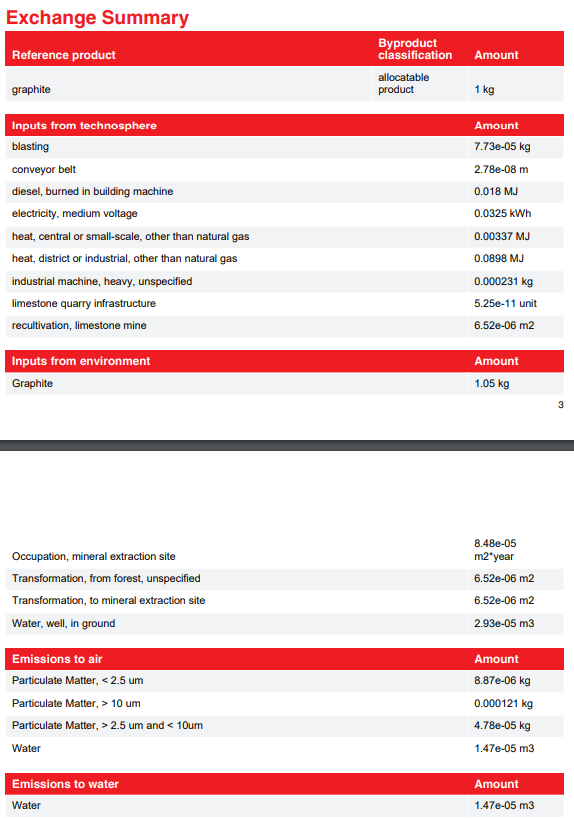 Exchange Summary
Reference product Byproduct classification Amount
graphite allocatable product 1 kg
Inputs from technosphere Amount
blasting 7.73e-05 kg
conveyor belt 2.78e-08 m
diesel, burned in building machine 0.018 MJ
electricity, medium voltage 0.0325 kWh
heat, central or small-scale, other than natural gas 0.00337 MJ
heat, district or industrial, other than natural gas 0.0898 MJ
industrial machine, heavy, unspecified 0.000231 kg
limestone quarry infrastructure 5.25e-11 unit
recultivation, limestone mine 6.52e-06 m2
Inputs from environment Amount
Graphite 1.05 kg
3
Occupation, mineral extraction site 8.48e-05 m2*year
Transformation, from forest, unspecified 6.52e-06 m2
Transformation, to mineral extraction site 6.52e-06 m2
Water, well, in ground 2.93e-05 m3
Emissions to air Amount
Particulate Matter, < 2.5 um 8.87e-06 kg
Particulate Matter, > 10 um 0.000121 kg
Particulate Matter, > 2.5 um and < 10um 4.78e-05 kg
Water 1.47e-05 m3
Emissions to water Amount
Water 1.47e-05 m3